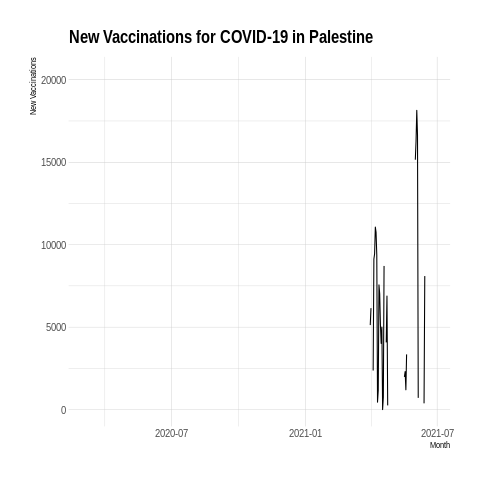 New Vaccinations for COVID-19 in Palestine
New Vaccinations
20000
15000
10000
5000
0
2020-07
2021-01
2021-07
Month